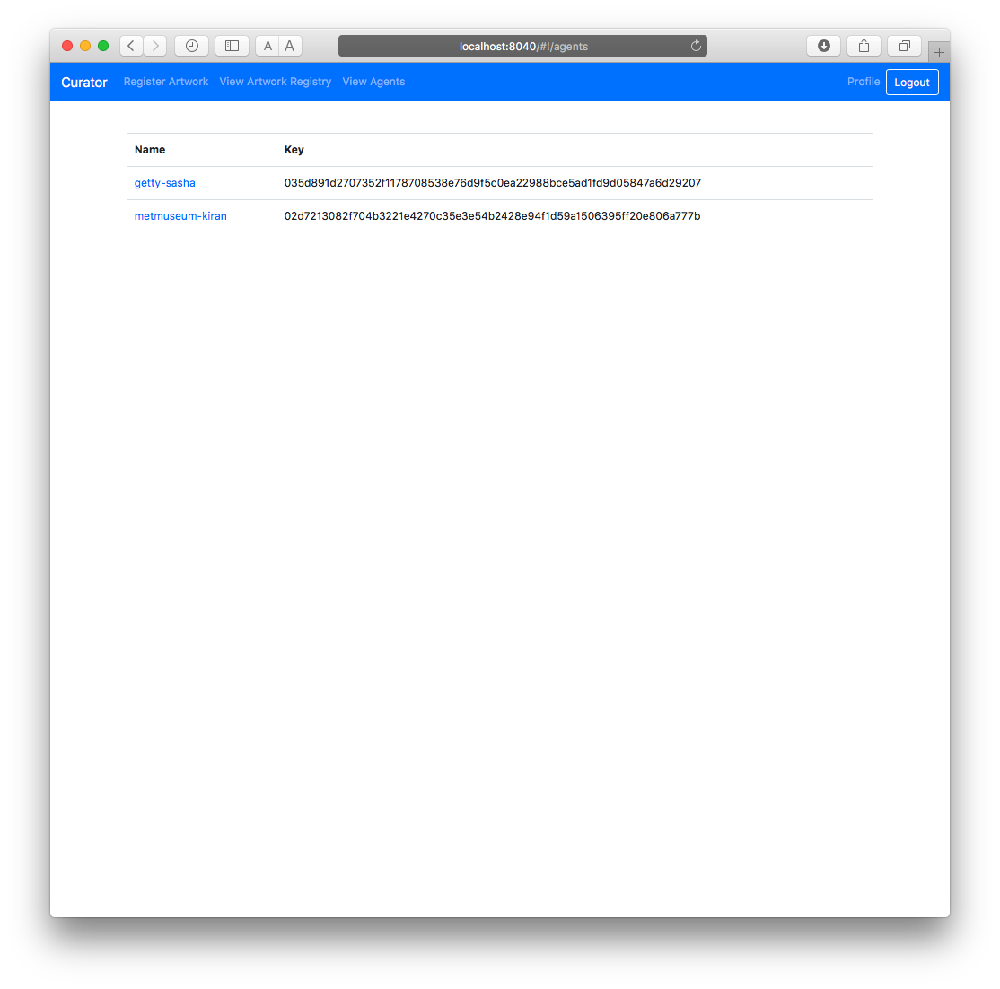 A A localhost:8040/#!/agents
Curator Register Artwork View Artwork Registry View Agents Profile Logout
Name Key
getty-sasha 035d891d2707352f1178708538e76d9f5c0ea22988bce5ad1fd9d05847a6d29207
metmuseum-kiran 02d7213082f704b3221e4270c35e3e54b2428e94f1d59a1506395ff20e806a777b